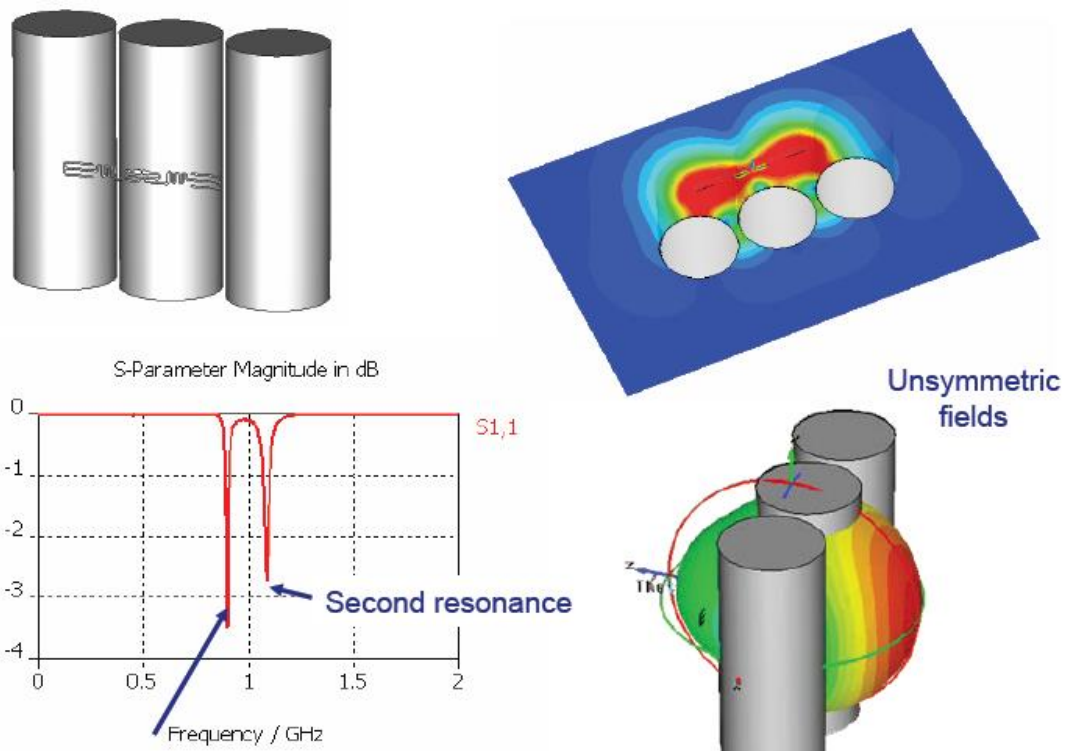 S-Parameter Magnitude in dB
0
-1
-2
-3
-4
0
0.5
1
1.5
2
Frequency / GHz
S1,1
Second resonance
Unsymmetric
fields
z